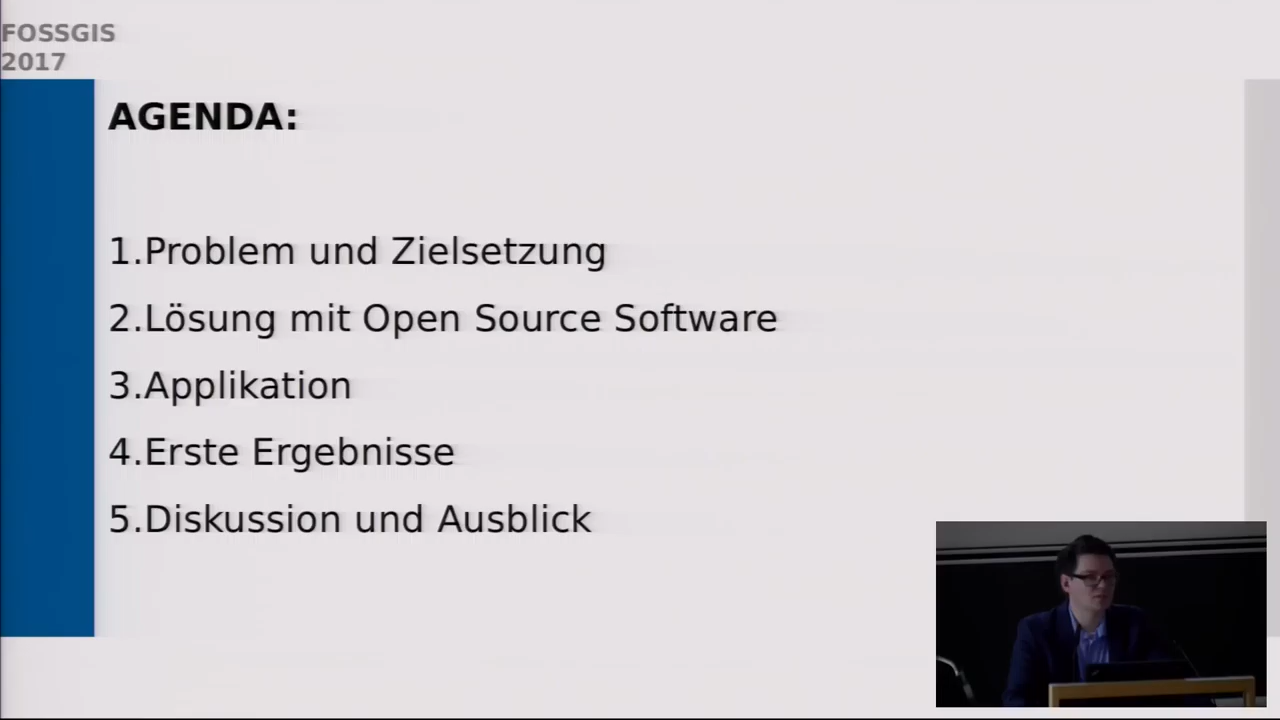 FOSSGIS
2017
AGENDA:
1.Problem und Zielsetzung
2.Lösung mit Open Source Software
3.Applikation
4.Erste Ergebnisse
5.Diskussion und Ausblick